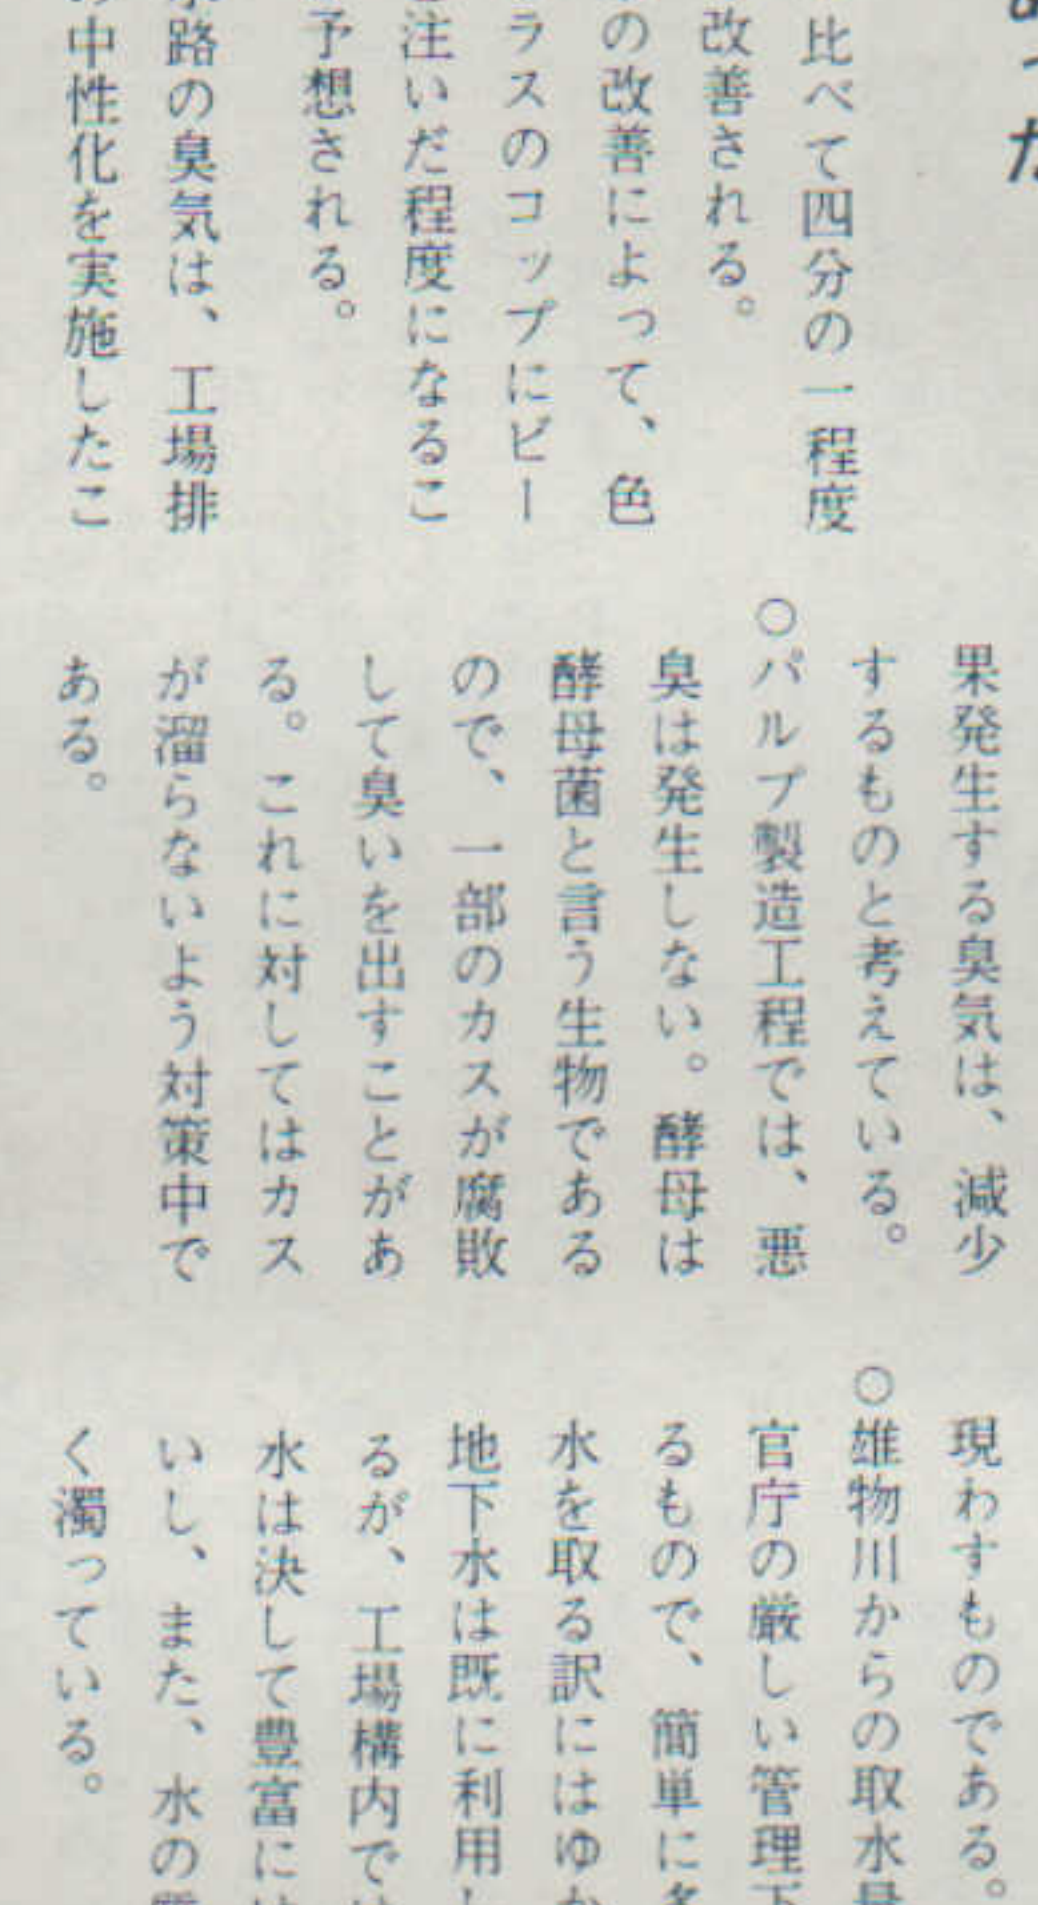 比べて四分の一程度
改善される。
の改善によって、色
ラスのコップにビー
注いだ程度になるこ
予想される。
路の臭気は、工場排
中性化を実施したこ
果発生する臭気は、減少
するものと考えている。
○パルプ製造工程では、悪
臭は発生しない。酵母は
酵母菌と言う生物である
ので、一部のカスが腐敗
して臭いを出すことがあ
る。これに対してはカス
が溜らないよう対策中で
ある。
現わすものである。
○雄物川からの取水量
官庁の厳しい管理下
るもので、簡単に多
水を取る訳にはゆか
地下水は既に利用し
るが、工場構内では
水は決して豊富には
いし、また、水の質
く濁っている。